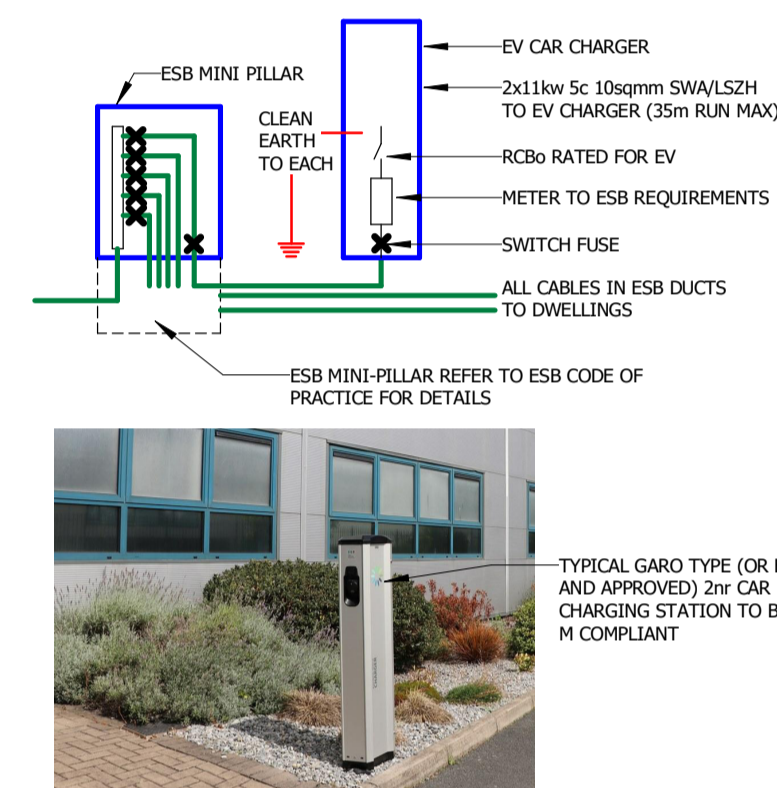 EV CAR CHARGER
ESB MINI PILLAR
2x11kw 5c 10sqmm SWA/LSZH
TO EV CHARGER (35m RUN MAX)
CLEAN
EARTH
TO EACH
RCBo RATED FOR EV
METER TO ESB REQUIREMENTS
SWITCH FUSE
ALL CABLES IN ESB DUCTS
TO DWELLINGS
ESB MINI-PILLAR REFER TO ESB CODE OF
PRACTICE FOR DETAILS
TYPICAL GARO TYPE (OR
AND APPROVED) 2nr CAR
CHARGING STATION TO
M COMPLIANT
CHARGER